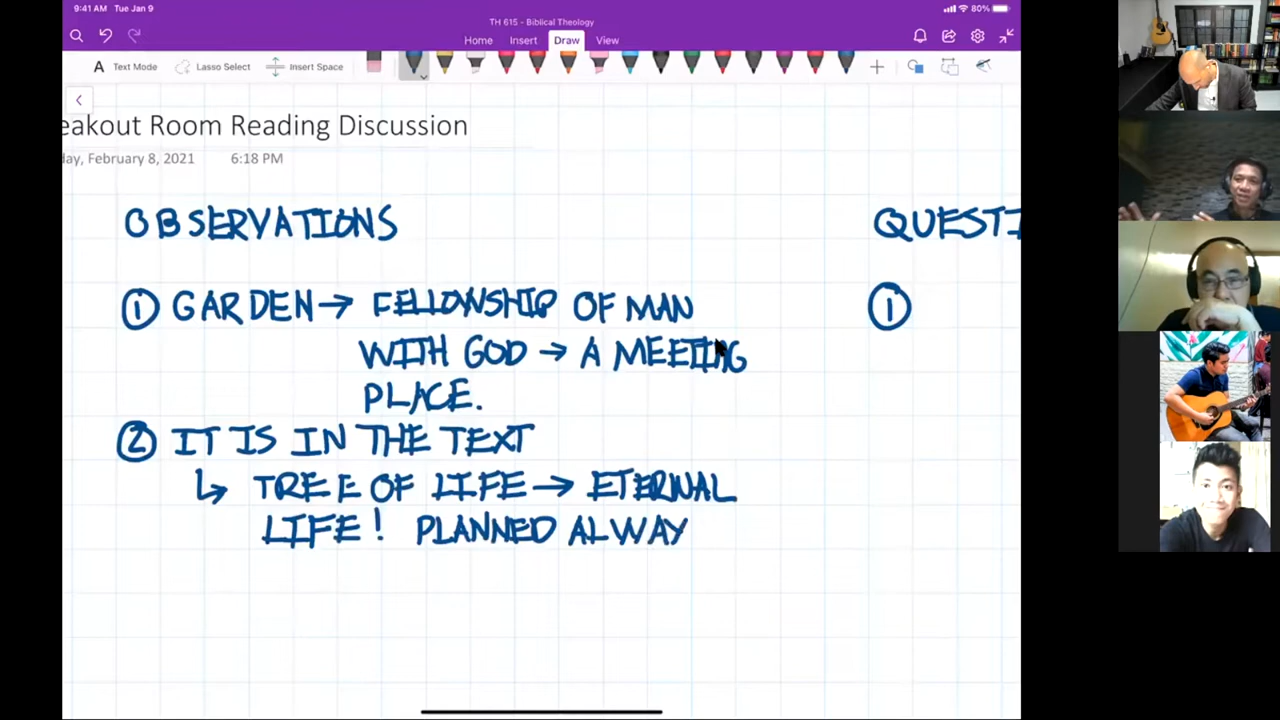 9:41 AM Tue Jan 9
80%
TH 615 - Biblical Theology
Home Insert Draw View
Text Mode Lasso Select Insert Space
eakout Room Reading Discussion
day, February 8, 2021 6:18 PM
OBSERVATIONS
QUESTI
1 GARDEN → FELLOWSHIP OF MAN
WITH GOD → A MEETING
PLACE.
2 IT IS IN THE TEXT
↳ TREE OF LIFE → ETERNAL
LIFE! PLANNED ALWAY
1